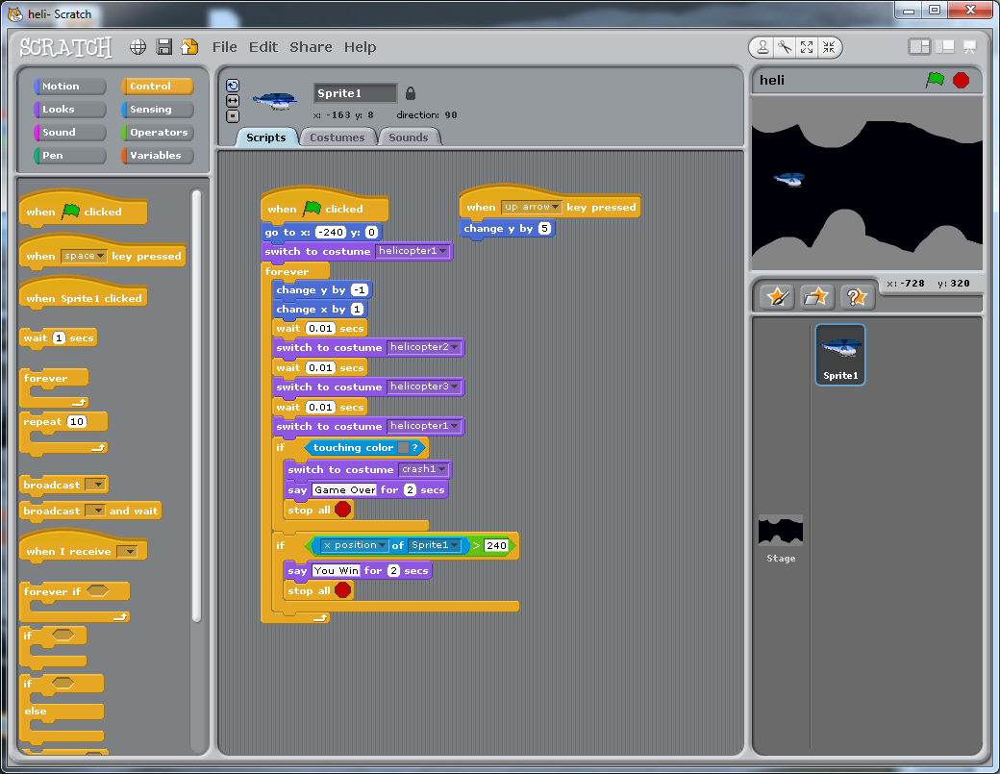 heli- Scratch
SCRATCH File Edit Share Help
Motion Control
Looks Sensing
Sound Operators
Pen Variables
when clicked
when space key pressed
when Sprite1 clicked
wait 1 secs
forever
repeat 10
broadcast
broadcast and wait
when I receive
forever if
if
if
else
Sprite1
x: -163 y: 8 direction: 90
Scripts Costumes Sounds
when clicked
go to x: -240 y: 0
switch to costume helicopter1
forever
change y by -1
change x by 1
wait 0.01 secs
switch to costume helicopter2
wait 0.01 secs
switch to costume helicopter3
wait 0.01 secs
switch to costume helicopter1
if touching color ?
switch to costume crash1
say Game Over for 2 secs
stop all
if x position of Sprite1 > 240
say You Win for 2 secs
stop all
when up arrow key pressed
change y by 5
heli
x: -728 y: 320
Sprite1
Stage